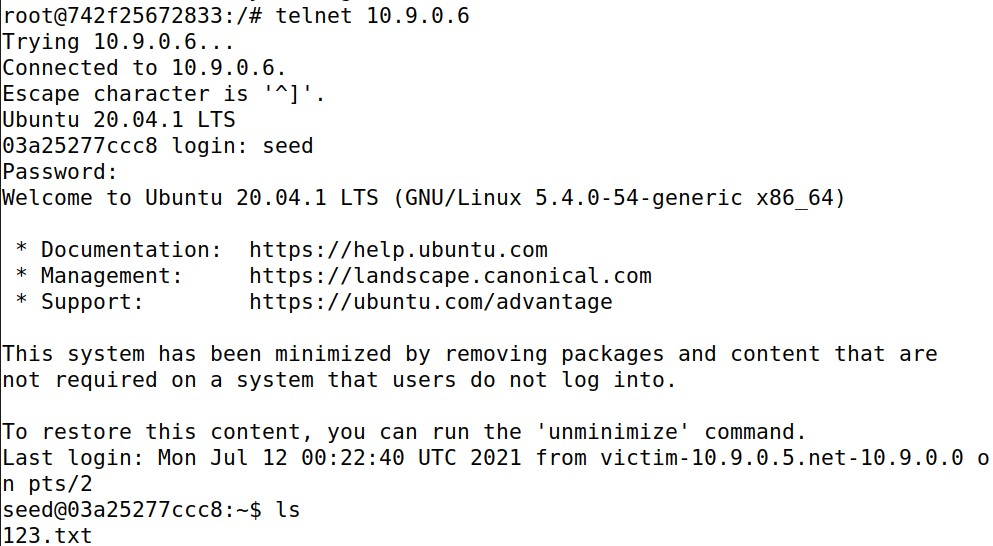 root@742f25672833:/# telnet 10.9.0.6
Trying 10.9.0.6...
Connected to 10.9.0.6.
Escape character is '^]'.
Ubuntu 20.04.1 LTS
03a25277ccc8 login: seed
Password:
Welcome to Ubuntu 20.04.1 LTS (GNU/Linux 5.4.0-54-generic x86_64)

 * Documentation:  https://help.ubuntu.com
 * Management:     https://landscape.canonical.com
 * Support:        https://ubuntu.com/advantage

This system has been minimized by removing packages and content that are
not required on a system that users do not log into.

To restore this content, you can run the 'unminimize' command.
Last login: Mon Jul 12 00:22:40 UTC 2021 from victim-10.9.0.5.net-10.9.0.0 o
n pts/2
seed@03a25277ccc8:~$ ls
123.txt